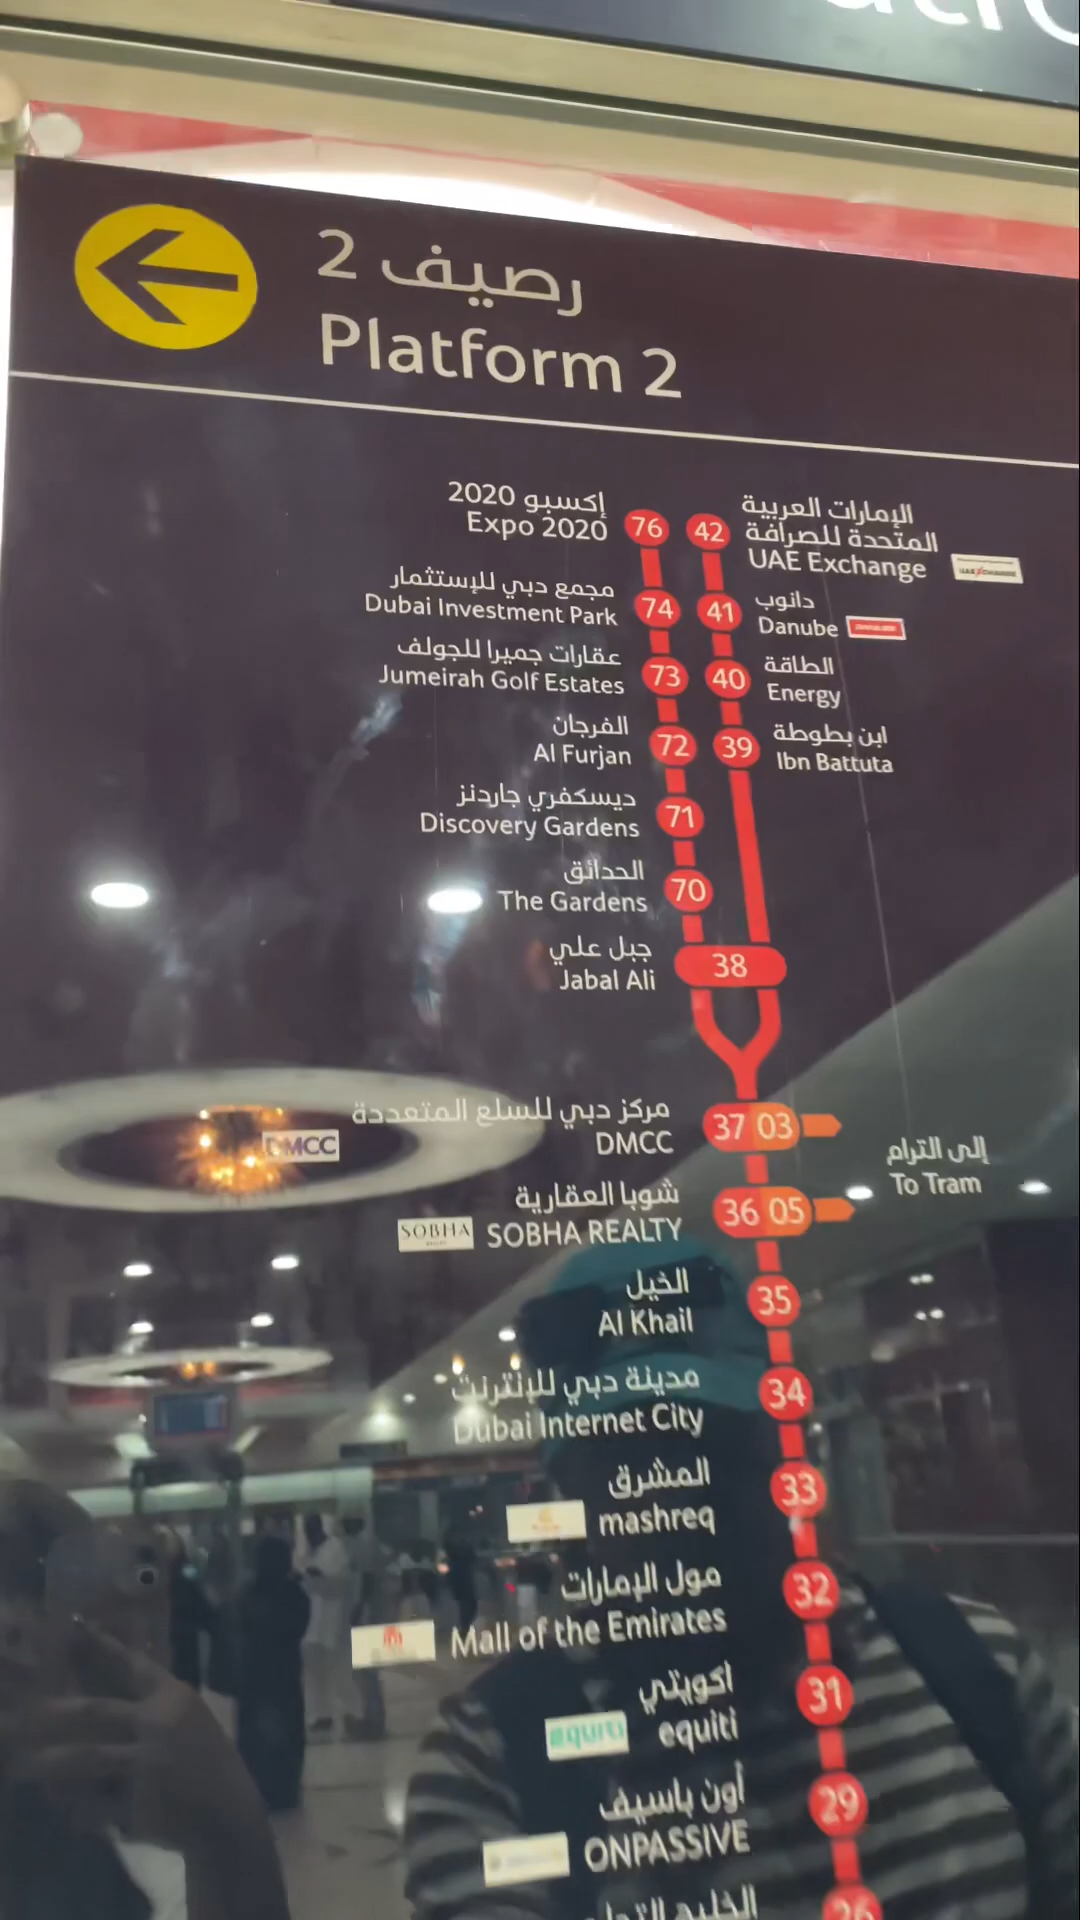 رصيف 2
Platform 2
إكسبو 2020
Expo 2020
76
42
الإمارات العربية
المتحدة للصرافة
UAE Exchange
مجمع دبي للإستثمار
Dubai Investment Park
74
41
دانوب
Danube
عقارات جميرا للجولف
Jumeirah Golf Estates
73
40
الطاقة
Energy
الفرجان
Al Furjan
72
39
ابن بطوطة
Ibn Battuta
ديسكفري جاردنز
Discovery Gardens
71
الحدائق
The Gardens
70
جبل علي
Jabal Ali
38
مركز دبي للسلع المتعددة
DMCC
DMCC
37 03
إلى الترام
To Tram
شوبا العقارية
SOBHA
SOBHA REALTY
36 05
الخيل
Al Khail
35
مدينة دبي للإنترنت
Dubai Internet City
34
المشرق
mashreq
33
مول الإمارات
Mall of the Emirates
32
اكويتي
equiti
equiti
31
أون باسيف
ONPASSIVE
29
26